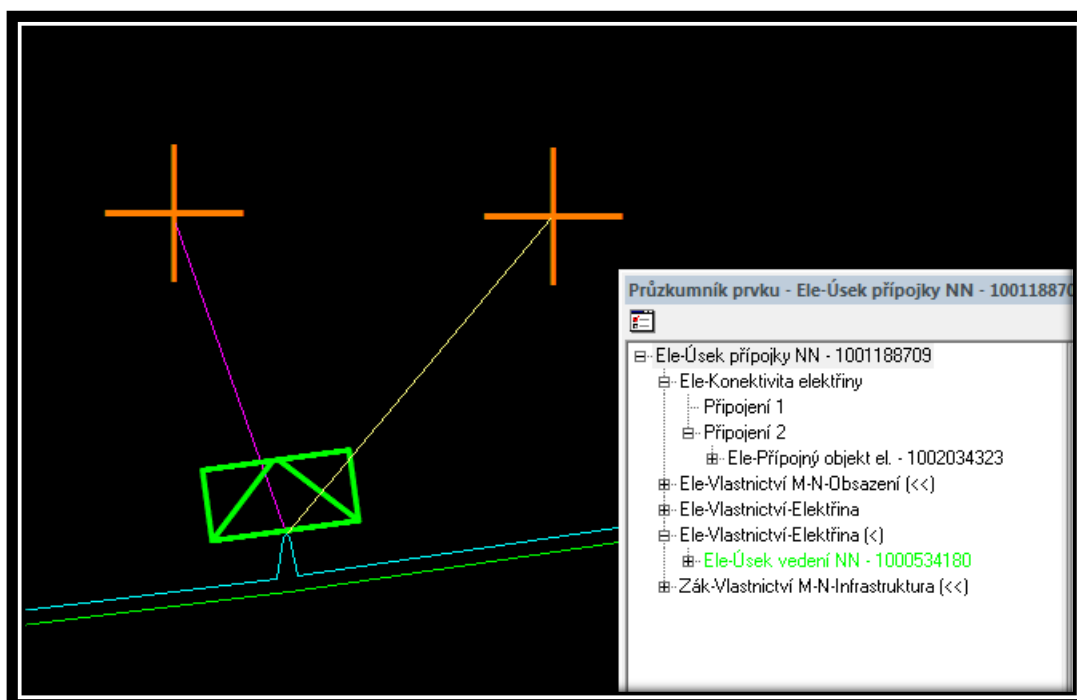 Průzkumník prvku - Ele-Úsek přípojky NN - 100118870
Ele-Úsek přípojky NN - 1001188709
Ele-Konektivita elektřiny
Připojení 1
Připojení 2
Ele-Přípojný objekt el. - 1002034323
Ele-Vlastnictví M-N-Obsazení (<<)
Ele-Vlastnictví-Elektřina
Ele-Vlastnictví-Elektřina (<)
Ele-Úsek vedení NN - 1000534180
Zák-Vlastnictví M-N-Infrastruktura (<<)